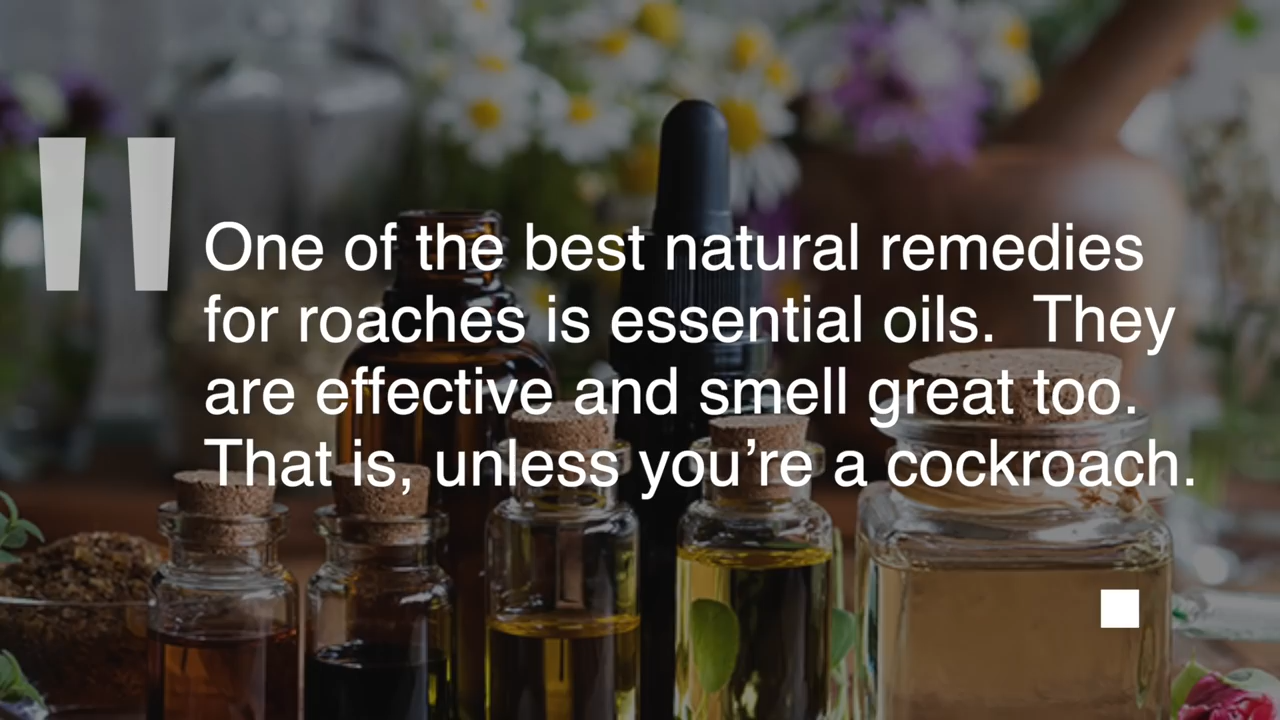 "
One of the best natural remedies
for roaches is essential oils.  They
are effective and smell great too.
That is, unless you’re a cockroach.